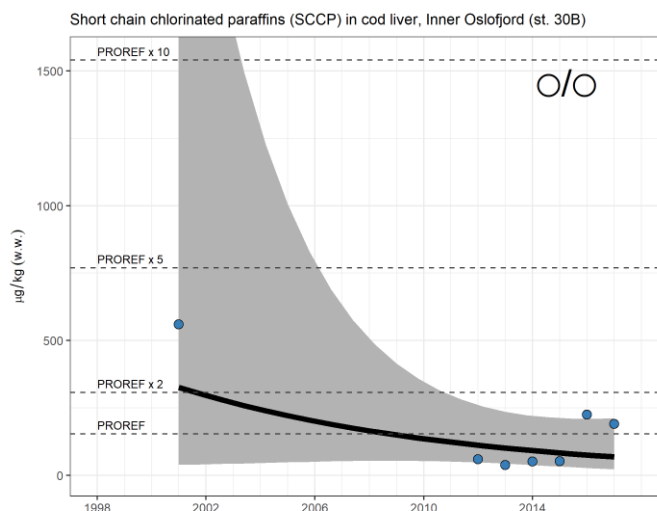 Short chain chlorinated paraffins (SCCP) in cod liver, Inner Oslofjord (st. 30B)
PROREF x 10
○/○
1500
1000
µg/kg (w.w.)
PROREF x 5
500
PROREF x 2
PROREF
0
1998 2002 2006 2010 2014